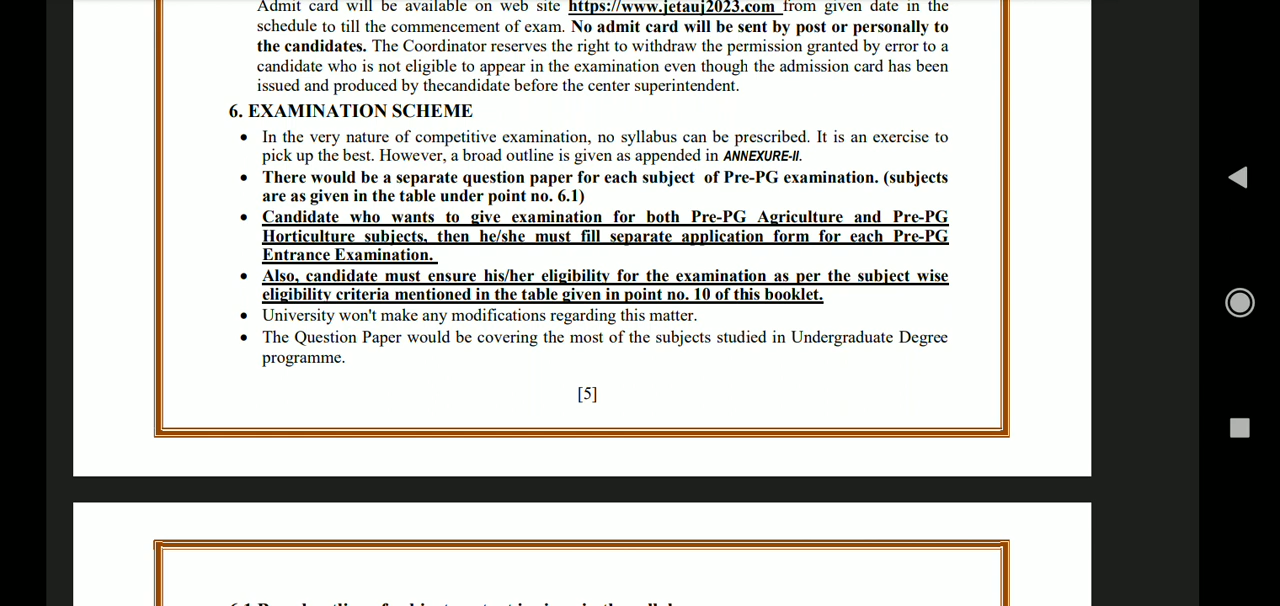 Admit card will be available on web site https://www.jetauj2023.com from given date in the
schedule to till the commencement of exam. No admit card will be sent by post or personally to
the candidates. The Coordinator reserves the right to withdraw the permission granted by error to a
candidate who is not eligible to appear in the examination even though the admission card has been
issued and produced by thecandidate before the center superintendent.
6. EXAMINATION SCHEME
• In the very nature of competitive examination, no syllabus can be prescribed. It is an exercise to
pick up the best. However, a broad outline is given as appended in ANNEXURE-II.
• There would be a separate question paper for each subject of Pre-PG examination. (subjects
are as given in the table under point no. 6.1)
• Candidate who wants to give examination for both Pre-PG Agriculture and Pre-PG
Horticulture subjects, then he/she must fill separate application form for each Pre-PG
Entrance Examination.
• Also, candidate must ensure his/her eligibility for the examination as per the subject wise
eligibility criteria mentioned in the table given in point no. 10 of this booklet.
• University won't make any modifications regarding this matter.
• The Question Paper would be covering the most of the subjects studied in Undergraduate Degree
programme.
[5]